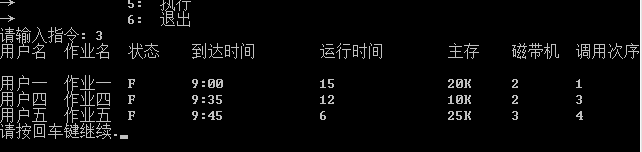 → 5: 执行
→ 6: 退出
请输入指令: 3
用户名 作业名 状态 到达时间 运行时间 主存 磁带机 调用次序
用户一 作业一 F 9:00 15 20K 2 1
用户四 作业四 F 9:35 12 10K 2 3
用户五 作业五 F 9:45 6 25K 3 4
请按回车键继续.